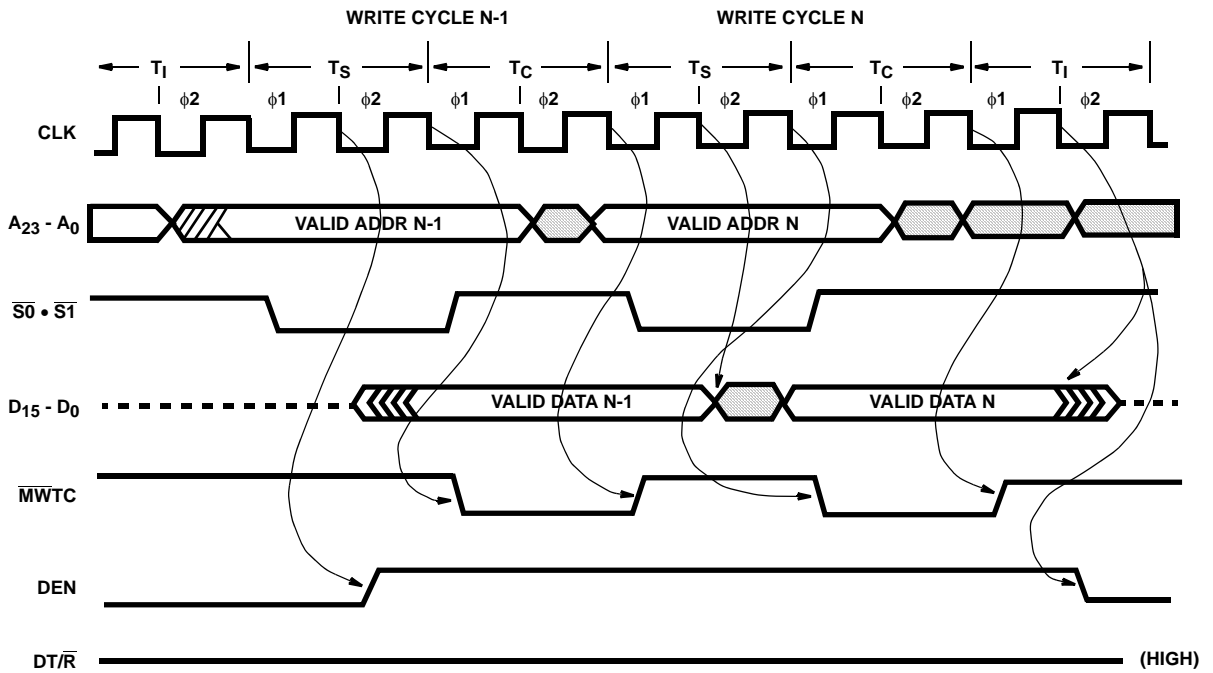 WRITE CYCLE N-1 WRITE CYCLE N
TI TS TC TS TC TI
ϕ2 ϕ1 ϕ2 ϕ1 ϕ2 ϕ1 ϕ2 ϕ1 ϕ2 ϕ1 ϕ2
CLK
A23 - A0 VALID ADDR N-1 VALID ADDR N
S0 • S1
D15 - D0 VALID DATA N-1 VALID DATA N
MWTC
DEN
DT/R (HIGH)